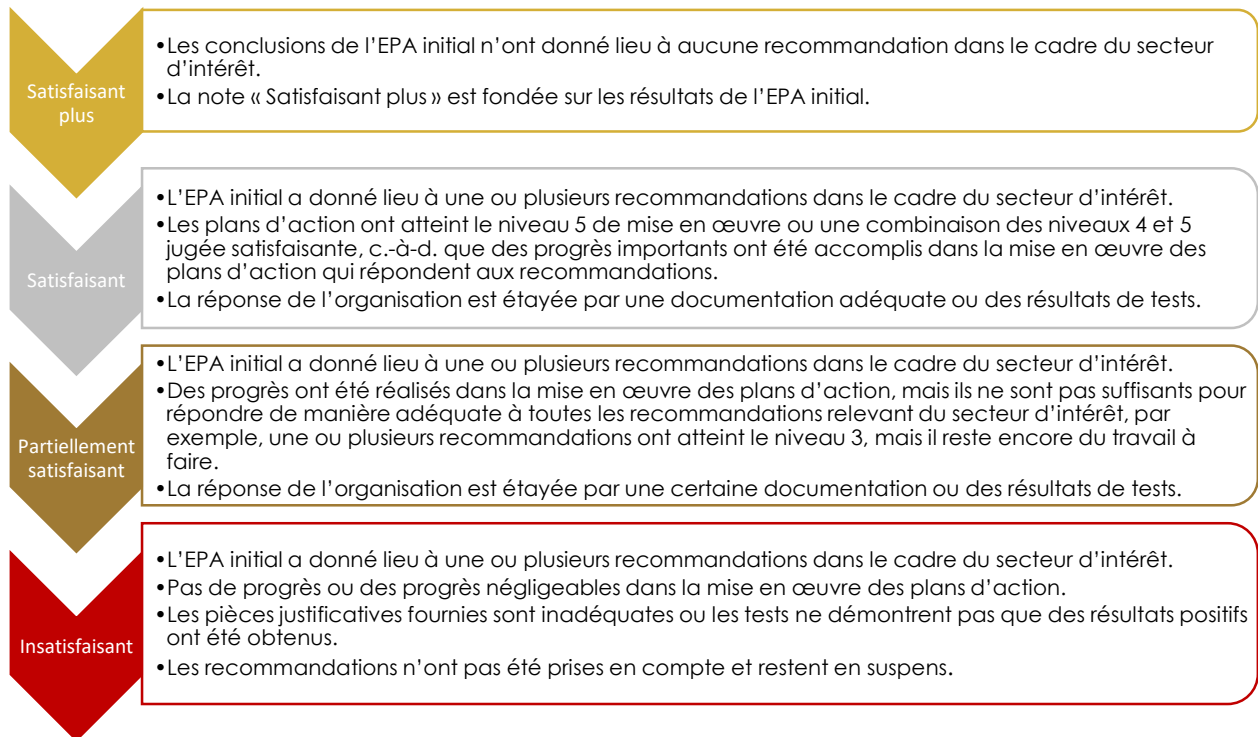 Satisfaisant
plus
•Les conclusions de l’EPA initial n’ont donné lieu à aucune recommandation dans le cadre du secteur
d’intérêt.
•La note « Satisfaisant plus » est fondée sur les résultats de l’EPA initial.
Satisfaisant
•L’EPA initial a donné lieu à une ou plusieurs recommandations dans le cadre du secteur d’intérêt.
•Les plans d’action ont atteint le niveau 5 de mise en œuvre ou une combinaison des niveaux 4 et 5
jugée satisfaisante, c.-à-d. que des progrès importants ont été accomplis dans la mise en œuvre des
plans d’action qui répondent aux recommandations.
•La réponse de l’organisation est étayée par une documentation adéquate ou des résultats de tests.
Partiellement
satisfaisant
•L’EPA initial a donné lieu à une ou plusieurs recommandations dans le cadre du secteur d’intérêt.
•Des progrès ont été réalisés dans la mise en œuvre des plans d’action, mais ils ne sont pas suffisants pour
répondre de manière adéquate à toutes les recommandations relevant du secteur d’intérêt, par
exemple, une ou plusieurs recommandations ont atteint le niveau 3, mais il reste encore du travail à
faire.
•La réponse de l’organisation est étayée par une certaine documentation ou des résultats de tests.
Insatisfaisant
•L’EPA initial a donné lieu à une ou plusieurs recommandations dans le cadre du secteur d’intérêt.
•Pas de progrès ou des progrès négligeables dans la mise en œuvre des plans d’action.
•Les pièces justificatives fournies sont inadéquates ou les tests ne démontrent pas que des résultats positifs
ont été obtenus.
•Les recommandations n’ont pas été prises en compte et restent en suspens.